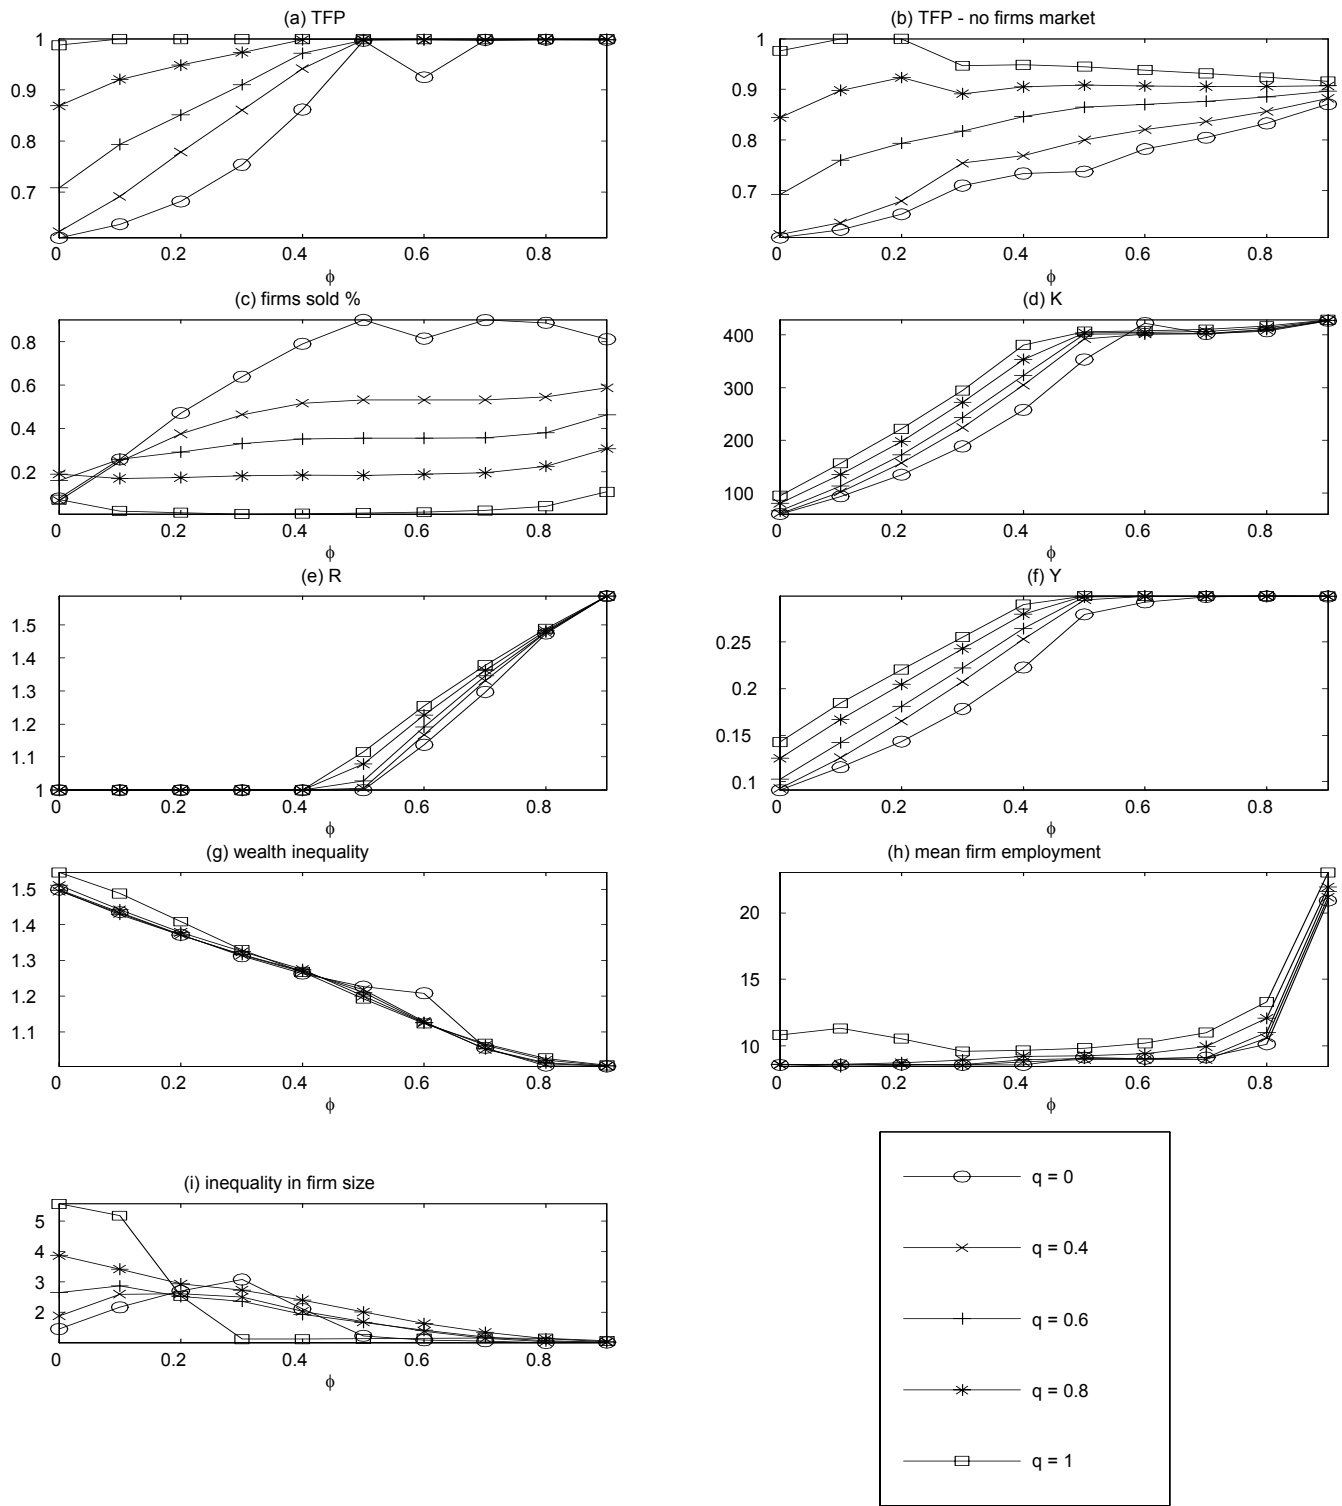 (a) TFP
1
0.9
0.8
0.7
0 0.2 0.4 0.6 0.8
ϕ
(b) TFP - no firms market
1
0.9
0.8
0.7
0 0.2 0.4 0.6 0.8
ϕ
(c) firms sold %
0.8
0.6
0.4
0.2
0 0.2 0.4 0.6 0.8
ϕ
(d) K
400
300
200
100
0 0.2 0.4 0.6 0.8
ϕ
(e) R
1.5
1.4
1.3
1.2
1.1
1
0 0.2 0.4 0.6 0.8
ϕ
(f) Y
0.25
0.2
0.15
0.1
0 0.2 0.4 0.6 0.8
ϕ
(g) wealth inequality
1.5
1.4
1.3
1.2
1.1
0 0.2 0.4 0.6 0.8
ϕ
(h) mean firm employment
20
15
10
0 0.2 0.4 0.6 0.8
ϕ
(i) inequality in firm size
5
4
3
2
0 0.2 0.4 0.6 0.8
ϕ
q = 0
q = 0.4
q = 0.6
q = 0.8
q = 1